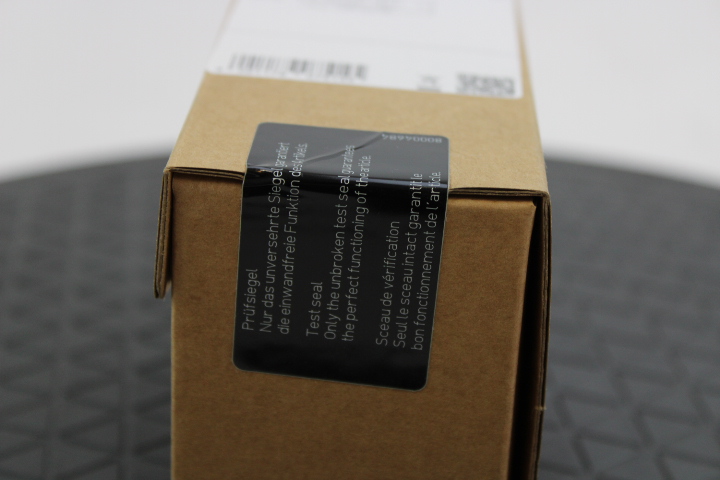 Prüfsiegel
Nur das unversehrte Siegel garantiert
die einwandfreie Funktion des Artikels.
Test seal
Only the unbroken test seal guarantees
the perfect functioning of the article.
Sceau de vérification
Seul le sceau intact garantit le
bon fonctionnement de l'article.